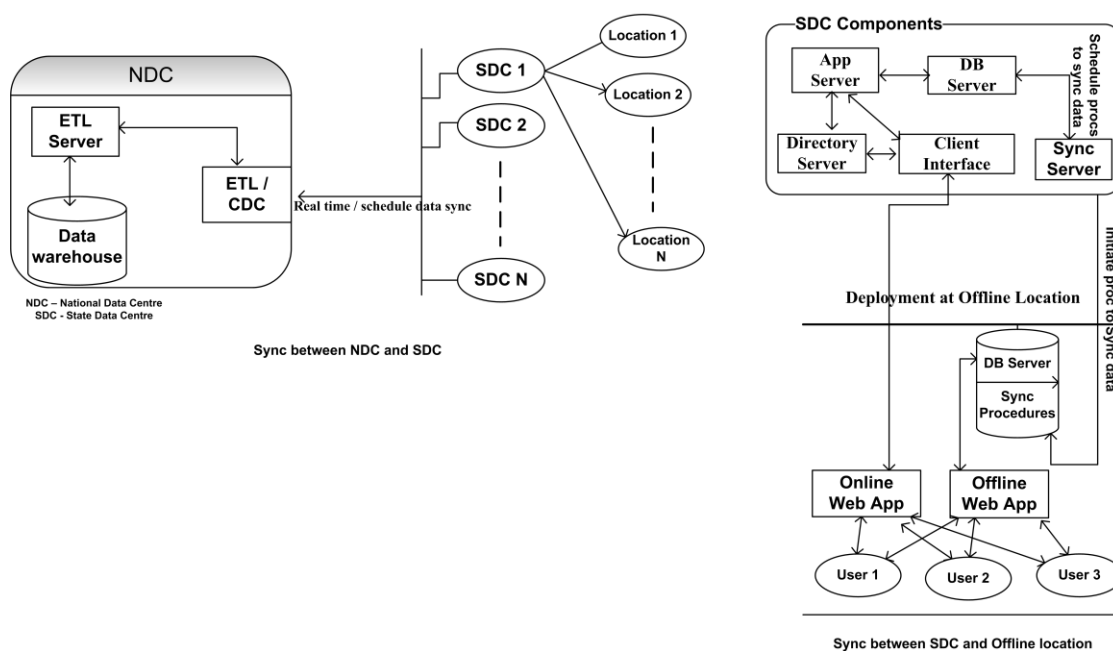 NDC
ETL
Server
ETL /
CDC
Data
warehouse
NDC – National Data Centre
SDC - State Data Centre
Real time / schedule data sync
SDC 1
SDC 2
SDC N
Location 1
Location 2
Location
N
Sync between NDC and SDC
SDC Components
App
Server
DB
Server
Directory
Server
Client
Interface
Sync
Server
Schedule procs
to sync data
Initiate proc to Sync data
Deployment at Offline Location
DB Server
Sync
Procedures
Online
Web App
Offline
Web App
User 1
User 2
User 3
Sync between SDC and Offline location